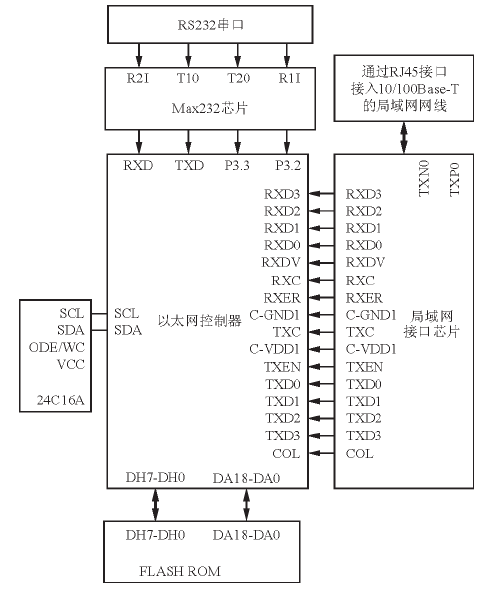 RS232串口
R2I T10 T20 R1I
Max232芯片
RXD TXD P3.3 P3.2
通过RJ45接口
接入10/100Base-T
的局域网网线
TXN0 TXP0
RXD3 RXD3
RXD2 RXD2
RXD1 RXD1
RXD0 RXD0
RXDV RXDV
RXC RXC
RXER RXER
C-GND1 C-GND1
TXC TXC
C-VDD1 C-VDD1
TXEN TXEN
TXD0 TXD0
TXD1 TXD1
TXD2 TXD2
TXD3 TXD3
COL COL
以太网控制器
局域网
接口芯片
SCL SCL
SDA SDA
ODE/WC
VCC
24C16A
DH7-DH0 DA18-DA0
DH7-DH0 DA18-DA0
FLASH ROM